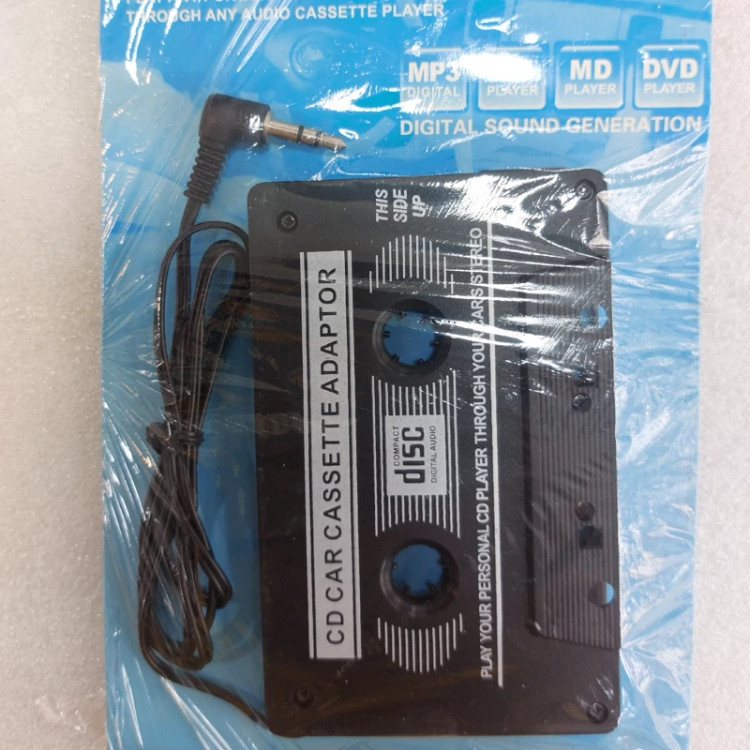 THROUGH ANY AUDIO CASSETTE PLAYER
MP3
DIGITAL
PLAYER
MD
PLAYER
DVD
PLAYER
DIGITAL SOUND GENERATION
THIS
SIDE
UP
CD CAR CASSETTE ADAPTOR
COMPACT
disc
DIGITAL AUDIO
PLAY YOUR PERSONAL CD PLAYER THROUGH YOUR CARS STEREO